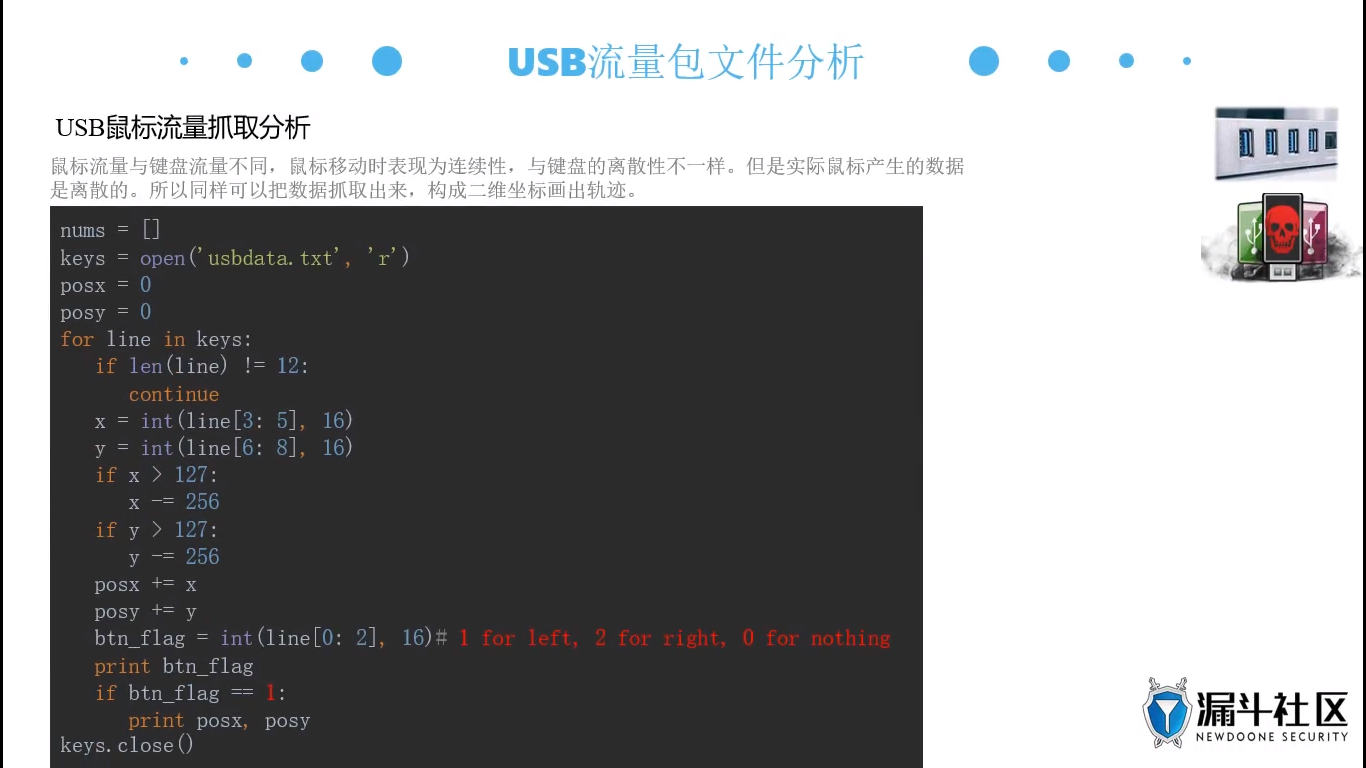 USB流量包文件分析
USB鼠标流量抓取分析
鼠标流量与键盘流量不同，鼠标移动时表现为连续性，与键盘的离散性不一样。但是实际鼠标产生的数据
是离散的。所以同样可以把数据抓取出来，构成二维坐标画出轨迹。
nums = []
keys = open('usbdata.txt', 'r')
posx = 0
posy = 0
for line in keys:
if len(line) != 12:
continue
x = int(line[3: 5], 16)
y = int(line[6: 8], 16)
if x > 127:
x -= 256
if y > 127:
y -= 256
posx += x
posy += y
btn_flag = int(line[0: 2], 16)# 1 for left, 2 for right, 0 for nothing
print btn_flag
if btn_flag == 1:
print posx, posy
keys.close()
漏斗社区
NEWDOONE SECURITY